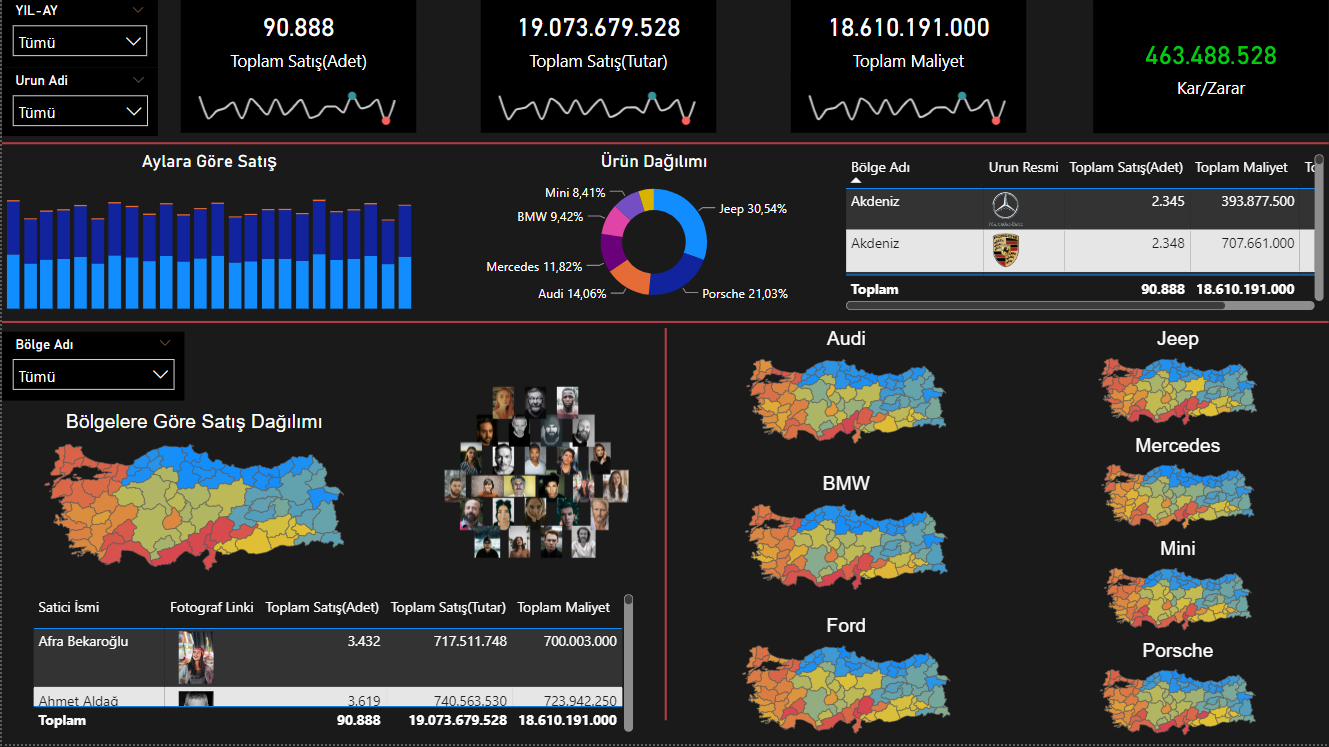 YIL-AY
Tümü
Urun Adi
Tümü
90.888
Toplam Satış(Adet)
19.073.679.528
Toplam Satış(Tutar)
18.610.191.000
Toplam Maliyet
463.488.528
Kar/Zarar
Aylara Göre Satış
Ürün Dağılımı
Mini 8,41%
BMW 9,42%
Mercedes 11,82%
Audi 14,06%
Jeep 30,54%
Porsche 21,03%
Bölge Adı Urun Resmi Toplam Satış(Adet) Toplam Maliyet To
Akdeniz 2.345 393.877.500
Akdeniz 2.348 707.661.000
Toplam 90.888 18.610.191.000
Bölge Adı
Tümü
Bölgelere Göre Satış Dağılımı
Satici İsmi Fotograf Linki Toplam Satış(Adet) Toplam Satış(Tutar) Toplam Maliyet
Afra Bekaroğlu 3.432 717.511.748 700.003.000
Ahmet Aldağ 3.619 740.563.530 723.942.250
Toplam 90.888 19.073.679.528 18.610.191.000
Audi
BMW
Ford
Jeep
Mercedes
Mini
Porsche